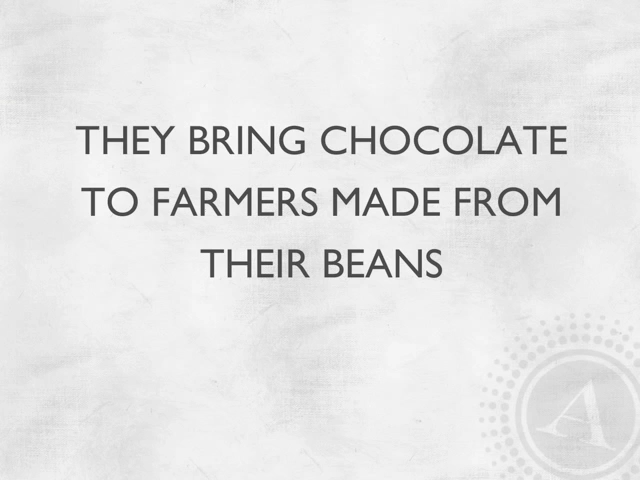 THEY BRING CHOCOLATE
TO FARMERS MADE FROM
THEIR BEANS
A